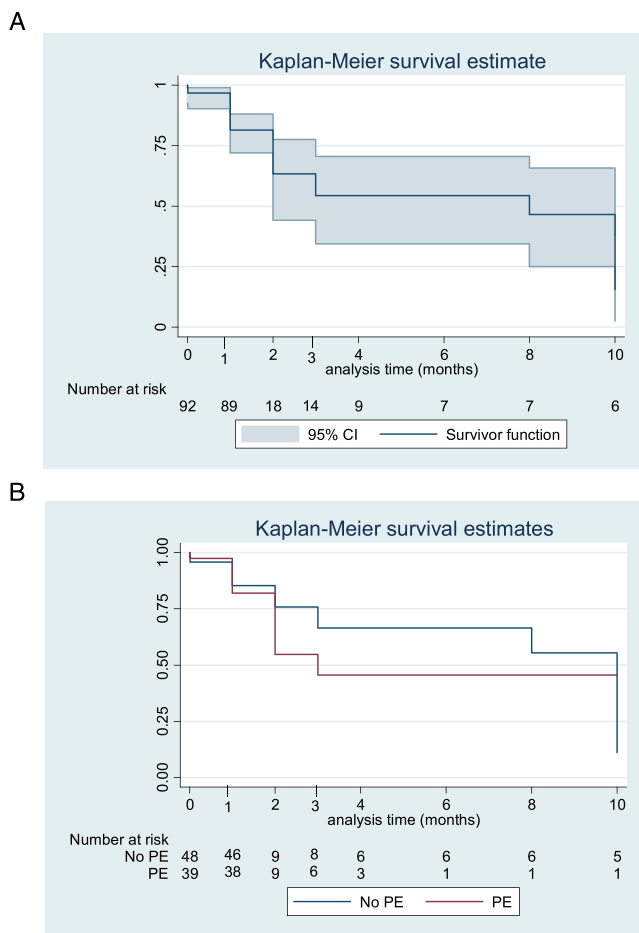 A
Kaplan-Meier survival estimate
1
.75
.5
.25
0
0 1 2 3 4 6 8 10
analysis time (months)
Number at risk
92 89 18 14 9 7 7 6
95% CI Survivor function
B
Kaplan-Meier survival estimates
1.00
0.75
0.50
0.25
0.00
0 1 2 3 4 6 8 10
analysis time (months)
Number at risk
No PE 48 46 9 8 6 6 6 5
PE 39 38 9 6 3 1 1 1
No PE PE